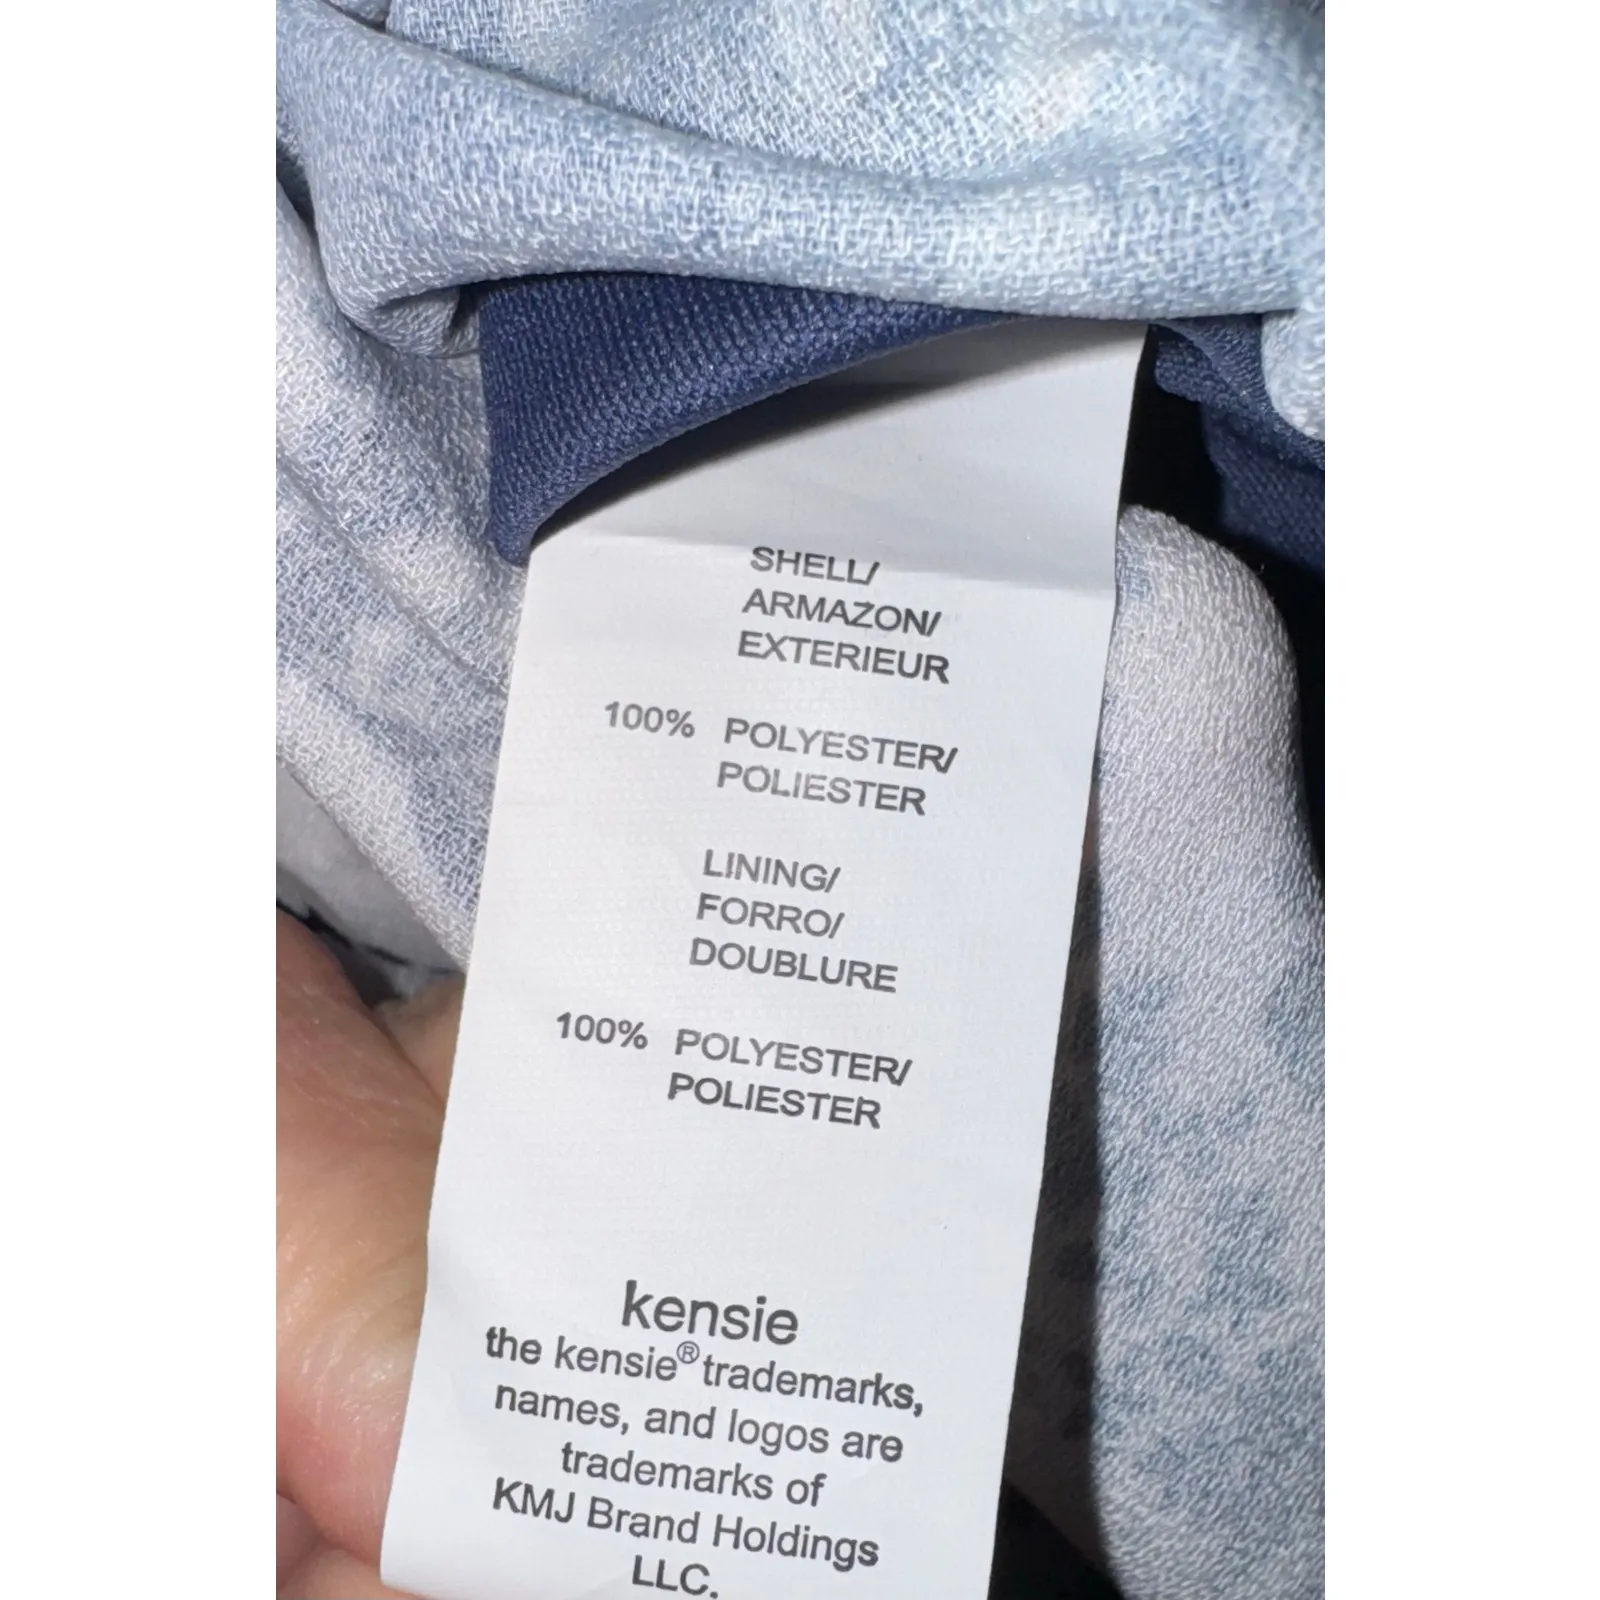 SHELL/
ARMAZON/
EXTERIEUR
100% POLYESTER/
POLIESTER
LINING/
FORRO/
DOUBLURE
100% POLYESTER/
POLIESTER
kensie
the kensie® trademarks,
names, and logos are
trademarks of
KMJ Brand Holdings
LLC.